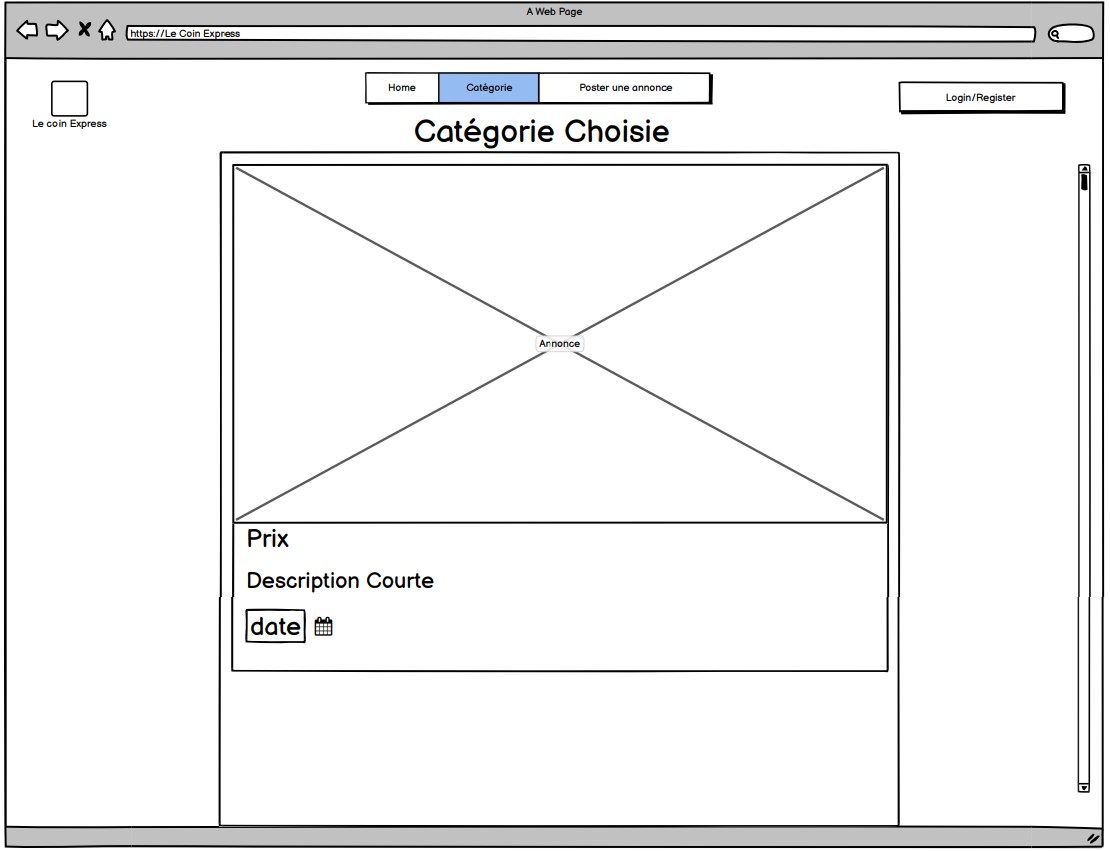 A Web Page
https://Le Coin Express
Home
Catégorie
Poster une annonce
Login/Register
Le coin Express
Catégorie Choisie
Annonce
Prix
Description Courte
date